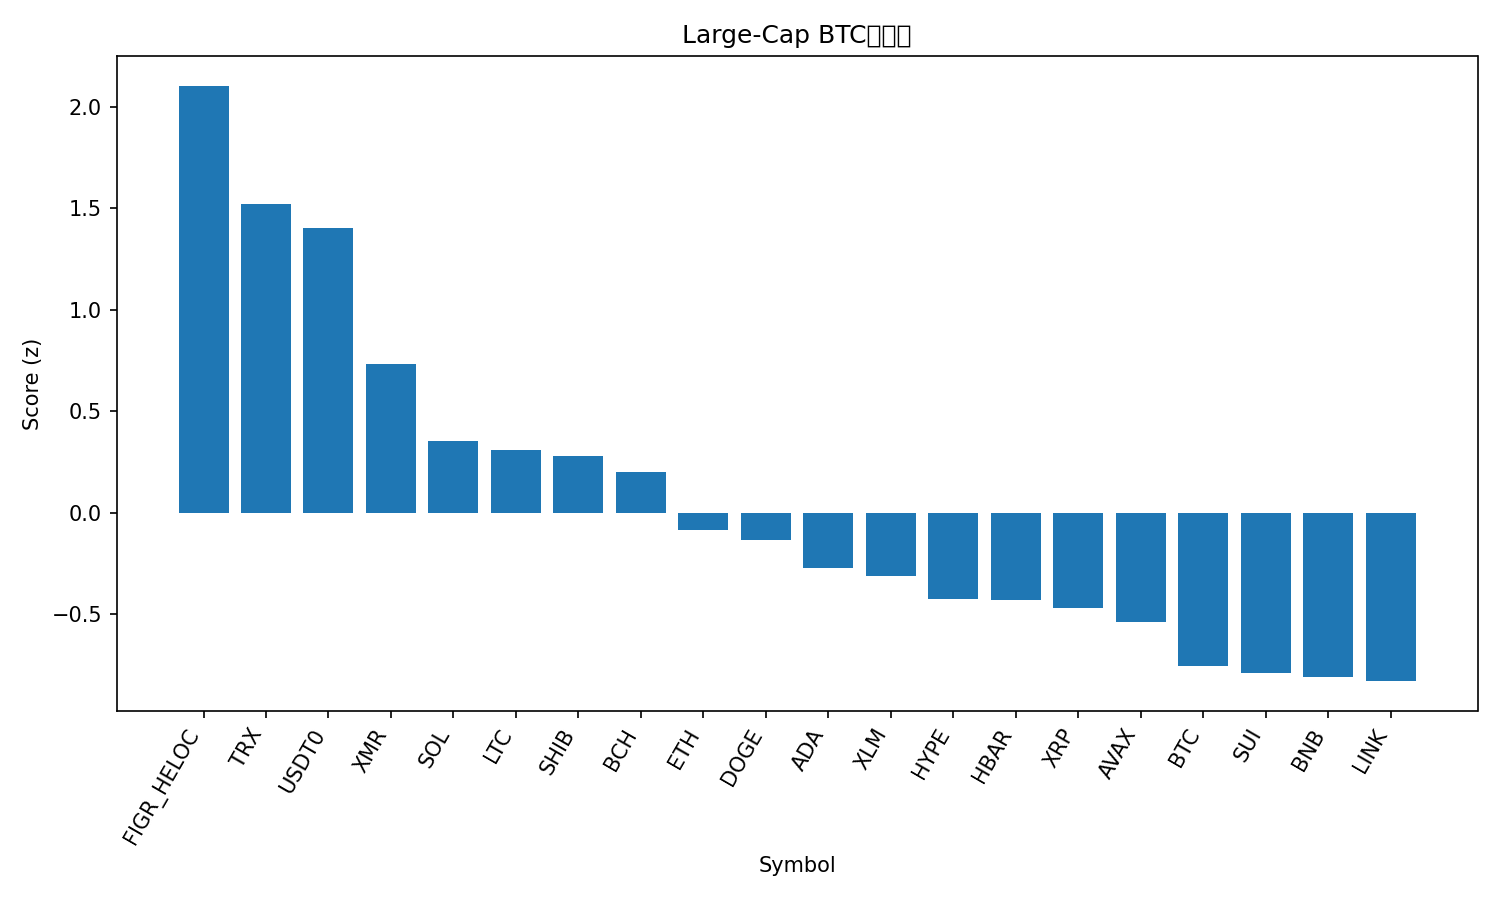 Large-Cap BTC
2.0
1.5
1.0
0.5
0.0
−0.5
Score (z)
FIGR_HELOC
TRX
USDT0
XMR
SOL
LTC
SHIB
BCH
ETH
DOGE
ADA
XLM
HYPE
HBAR
XRP
AVAX
BTC
SUI
BNB
LINK
Symbol